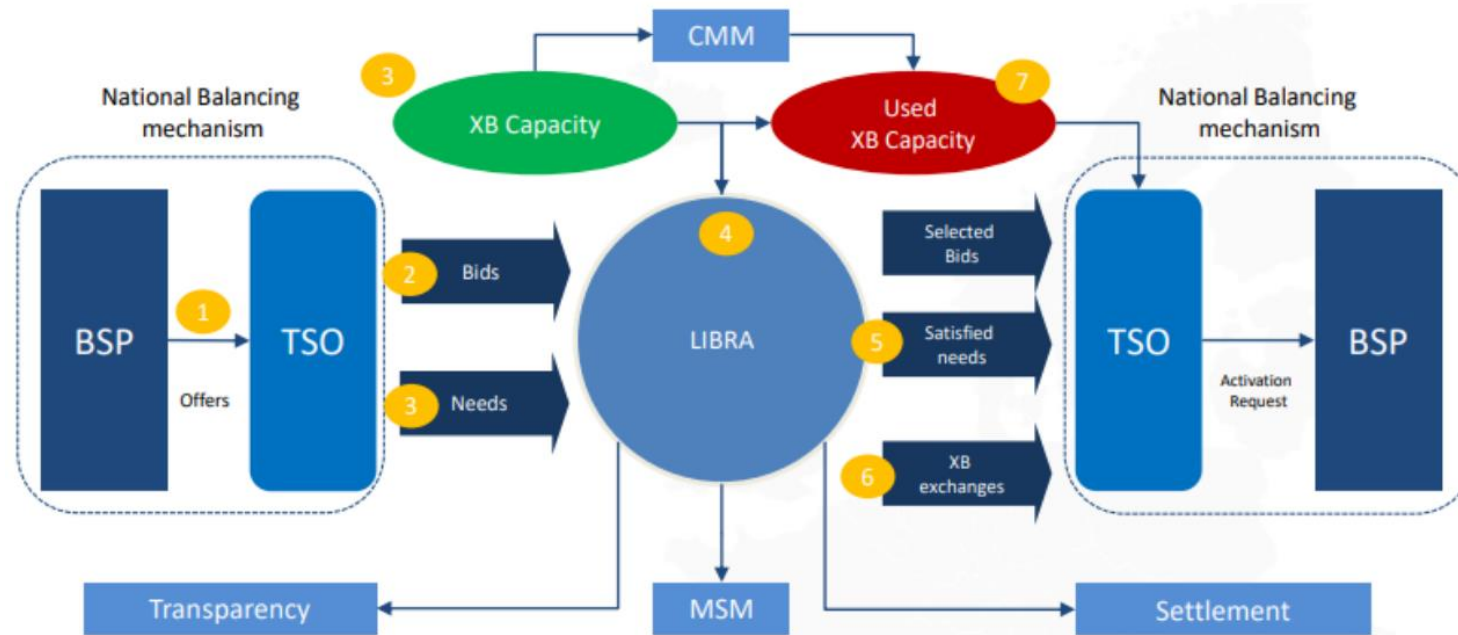 CMM
3
7
National Balancing
mechanism
XB Capacity
Used
XB Capacity
National Balancing
mechanism
BSP
1
Offers
TSO
2
Bids
3
Needs
4
LIBRA
Selected
Bids
5
Satisfied
needs
6
XB
exchanges
TSO
Activation
Request
BSP
Transparency
MSM
Settlement